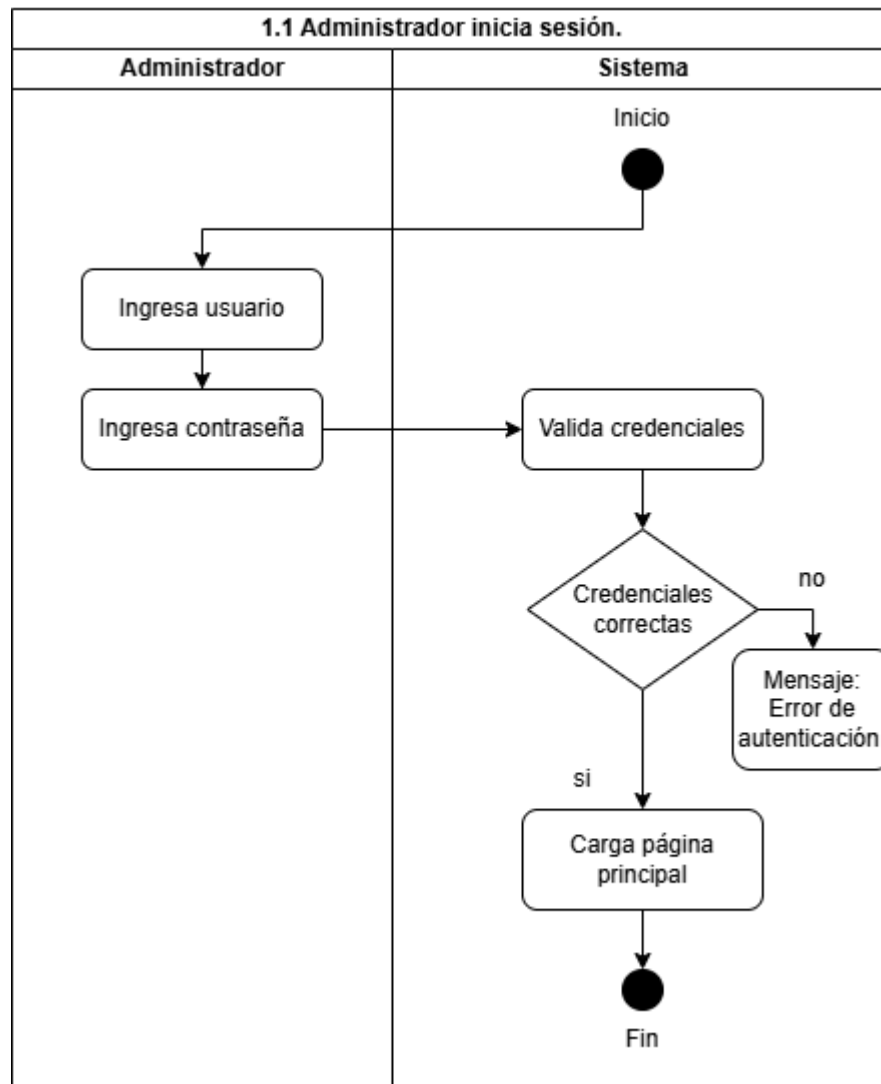 1.1 Administrador inicia sesión.
Administrador
Sistema
Inicio
Ingresa usuario
Ingresa contraseña
Valida credenciales
Credenciales
correctas
no
Mensaje:
Error de
autenticación
si
Carga página
principal
Fin